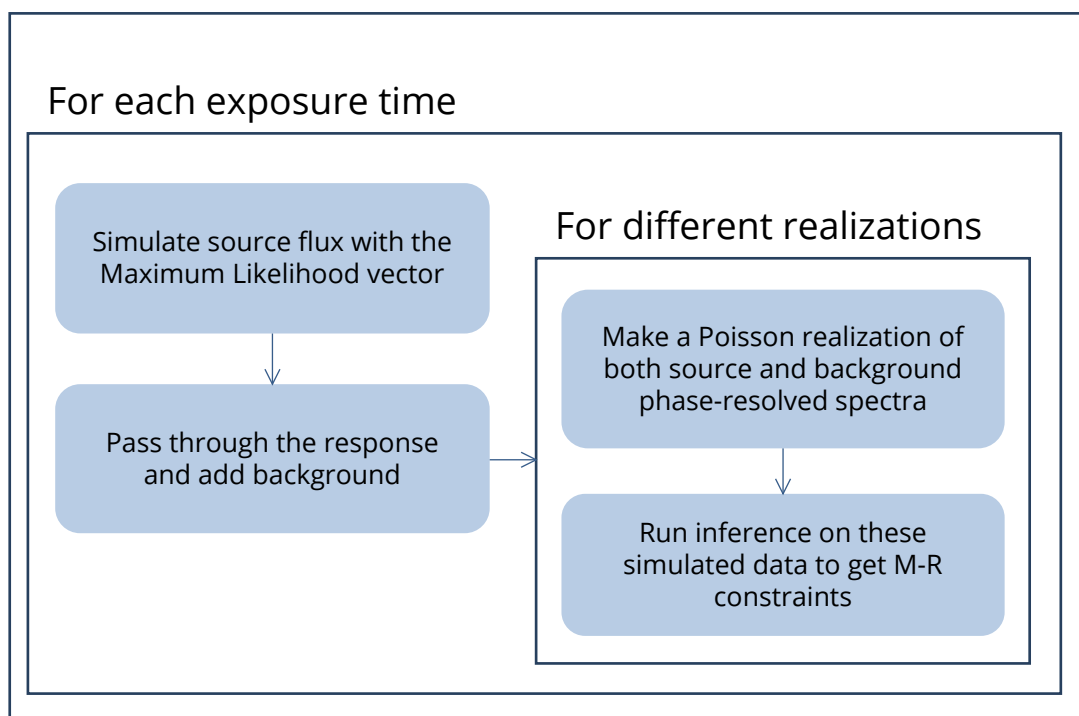 For each exposure time
Simulate source flux with the
Maximum Likelihood vector
Pass through the response
and add background
For different realizations
Make a Poisson realization of
both source and background
phase-resolved spectra
Run inference on these
simulated data to get M-R
constraints